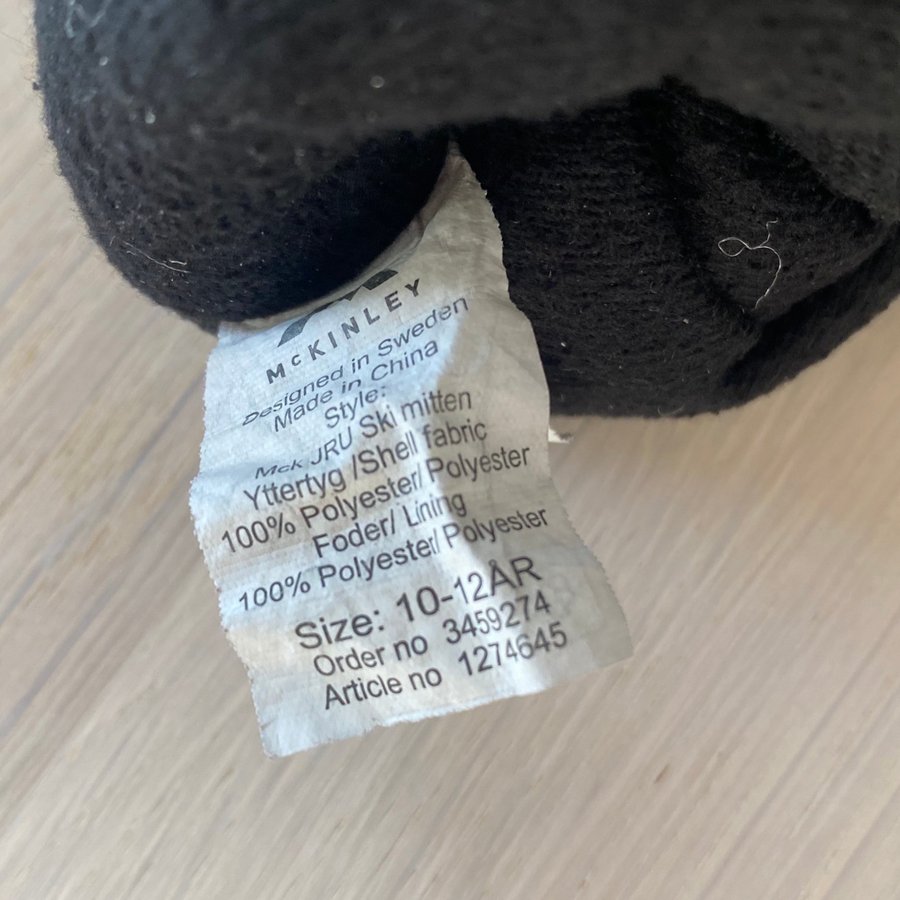 McKINLEY
Designed in Sweden
Made in China
Style:
Mck JRU Ski mitten
Yttertyg /Shell fabric
100% Polyester/ Polyester
Foder/ Lining
100% Polyester/ Polyester
Size: 10-12ÅR
Order no 3459274
Article no 1274645